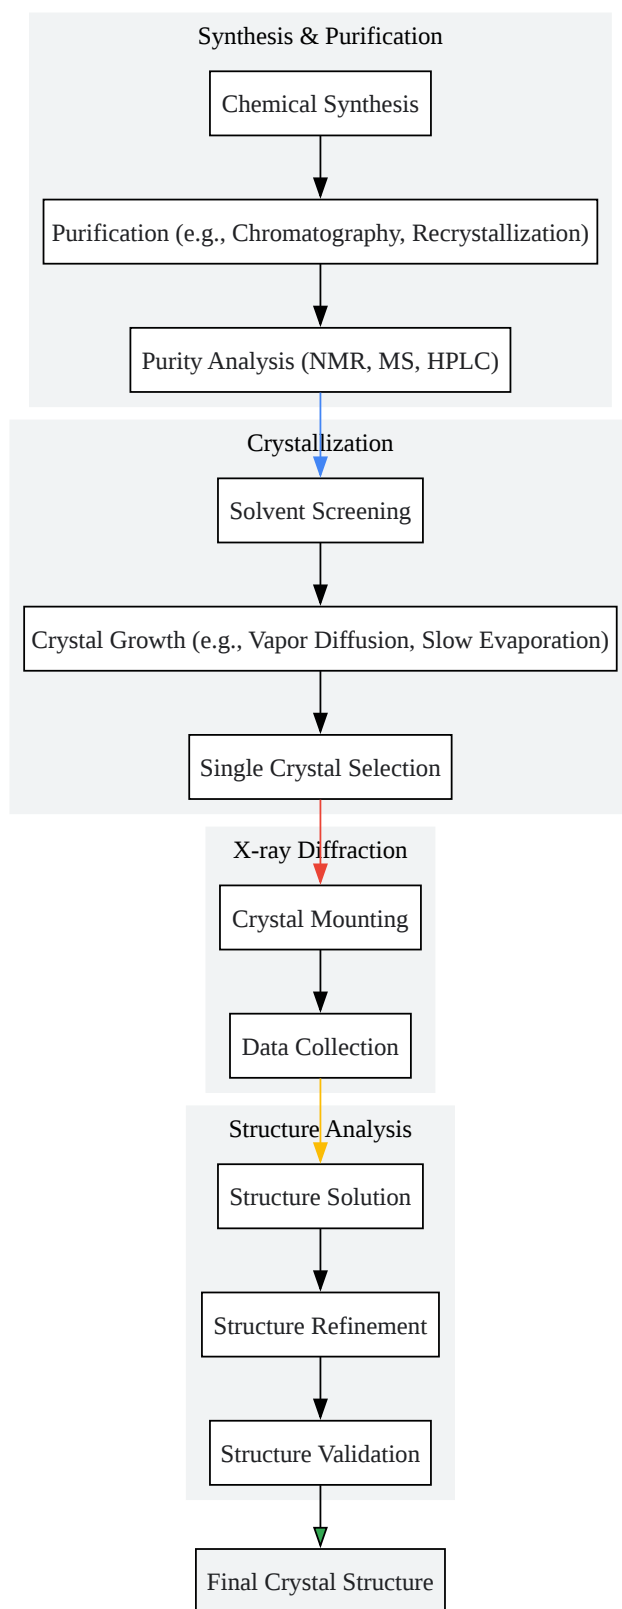 Synthesis & Purification
Chemical Synthesis
Purification (e.g., Chromatography, Recrystallization)
Purity Analysis (NMR, MS, HPLC)
Crystallization
Solvent Screening
Crystal Growth (e.g., Vapor Diffusion, Slow Evaporation)
Single Crystal Selection
X-ray Diffraction
Crystal Mounting
Data Collection
Structure Analysis
Structure Solution
Structure Refinement
Structure Validation
Final Crystal Structure